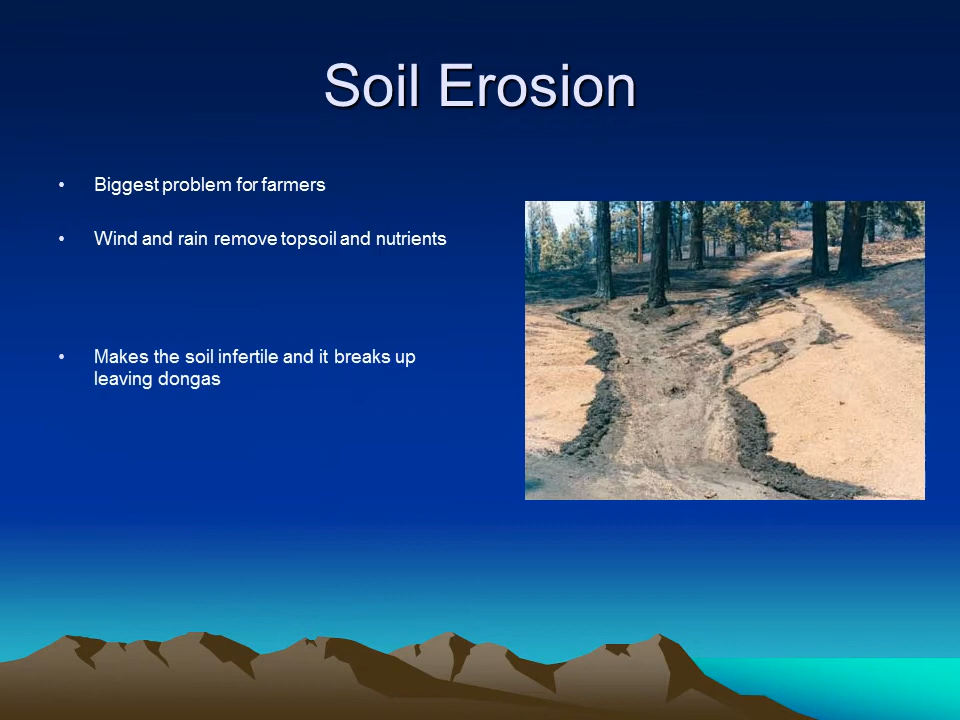 Soil Erosion
• Biggest problem for farmers
• Wind and rain remove topsoil and nutrients
• Makes the soil infertile and it breaks up
leaving dongas